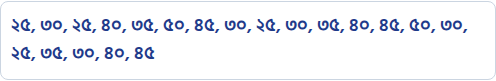 ২৫, ৩০, ২৫, ৪০, ৩৫, ৫০, ৪৫, ৩০, ২৫, ৩০, ৩৫, ৪০, ৪৫, ৫০, ৩০,
২৫, ৩৫, ৩০, ৪০, ৪৫